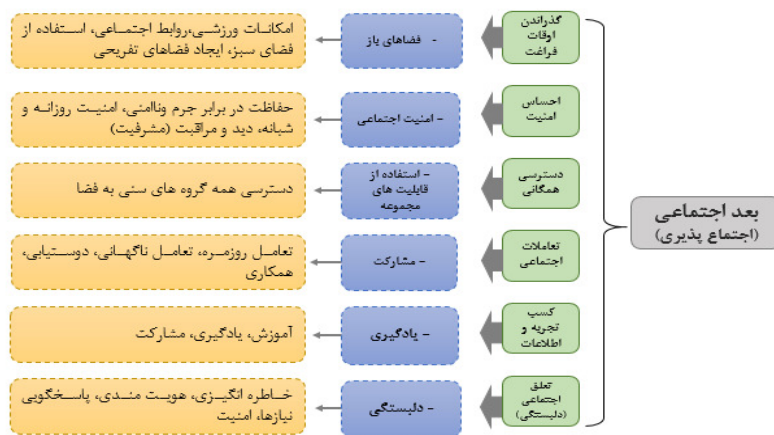 بعد اجتماعی
(اجتماع پذیری)
گذراندن
اوقات
فراغت
- فضاهای باز
امکانات ورزشی،روابط اجتماعی، استفاده از
فضای سبز، ایجاد فضاهای تفریحی
احساس
امنیت
- امنیت اجتماعی
حفاظت در برابر جرم وناامنی، امنیت روزانه و
شبانه، دید و مراقبت (مشرفیت)
دسترسی
همگانی
- استفاده از
قابلیت های
مجموعه
دسترسی همه گروه های سنی به فضا
تعاملات
اجتماعی
- مشارکت
تعامل روزمره، تعامل ناگهانی، دوستیابی،
همکاری
کسب
تجربه و
اطلاعات
- یادگیری
آموزش، یادگیری، مشارکت
تعلق
اجتماعی
(دلبستگی)
- دلبستگی
خاطره انگیزی، هویت مندی، پاسخگویی
نیازها، امنیت